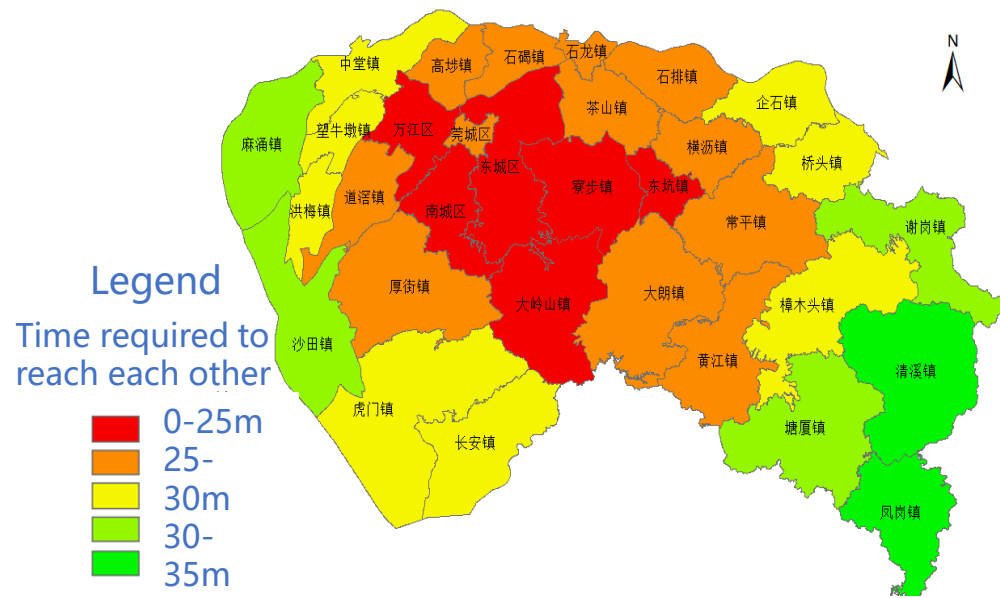 N
中堂镇
高埗镇
石碣镇
石龙镇
石排镇
企石镇
茶山镇
麻涌镇
望牛墩镇
万江区
莞城区
横沥镇
桥头镇
东城区
寮步镇
东坑镇
道滘镇
洪梅镇
南城区
常平镇
谢岗镇
厚街镇
大岭山镇
大朗镇
樟木头镇
沙田镇
黄江镇
清溪镇
虎门镇
长安镇
塘厦镇
凤岗镇
Legend
Time required to
reach each other
0-25m
25-
30m
30-
35m